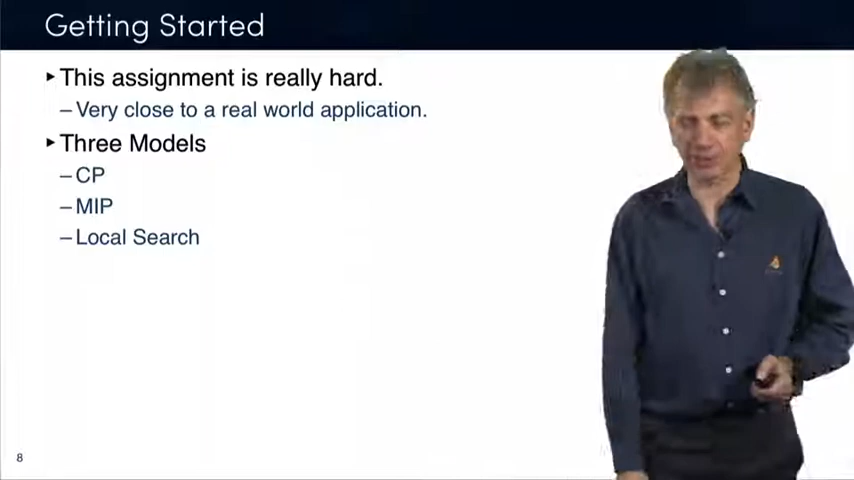 Getting Started
▸This assignment is really hard.
–Very close to a real world application.
▸Three Models
–CP
–MIP
–Local Search
8